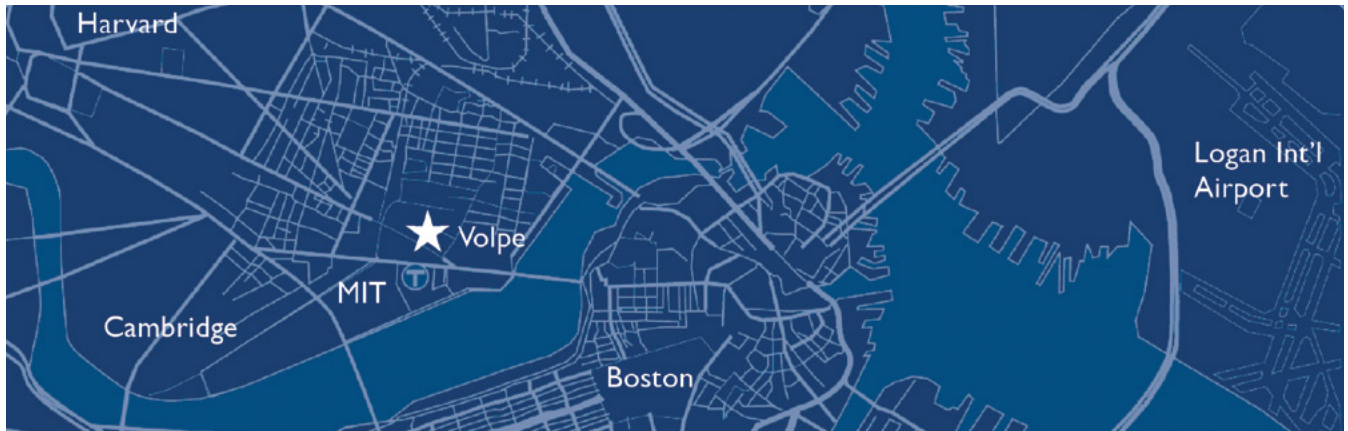 Harvard
Logan Int'l
Airport
Volpe
T
MIT
Cambridge
Boston